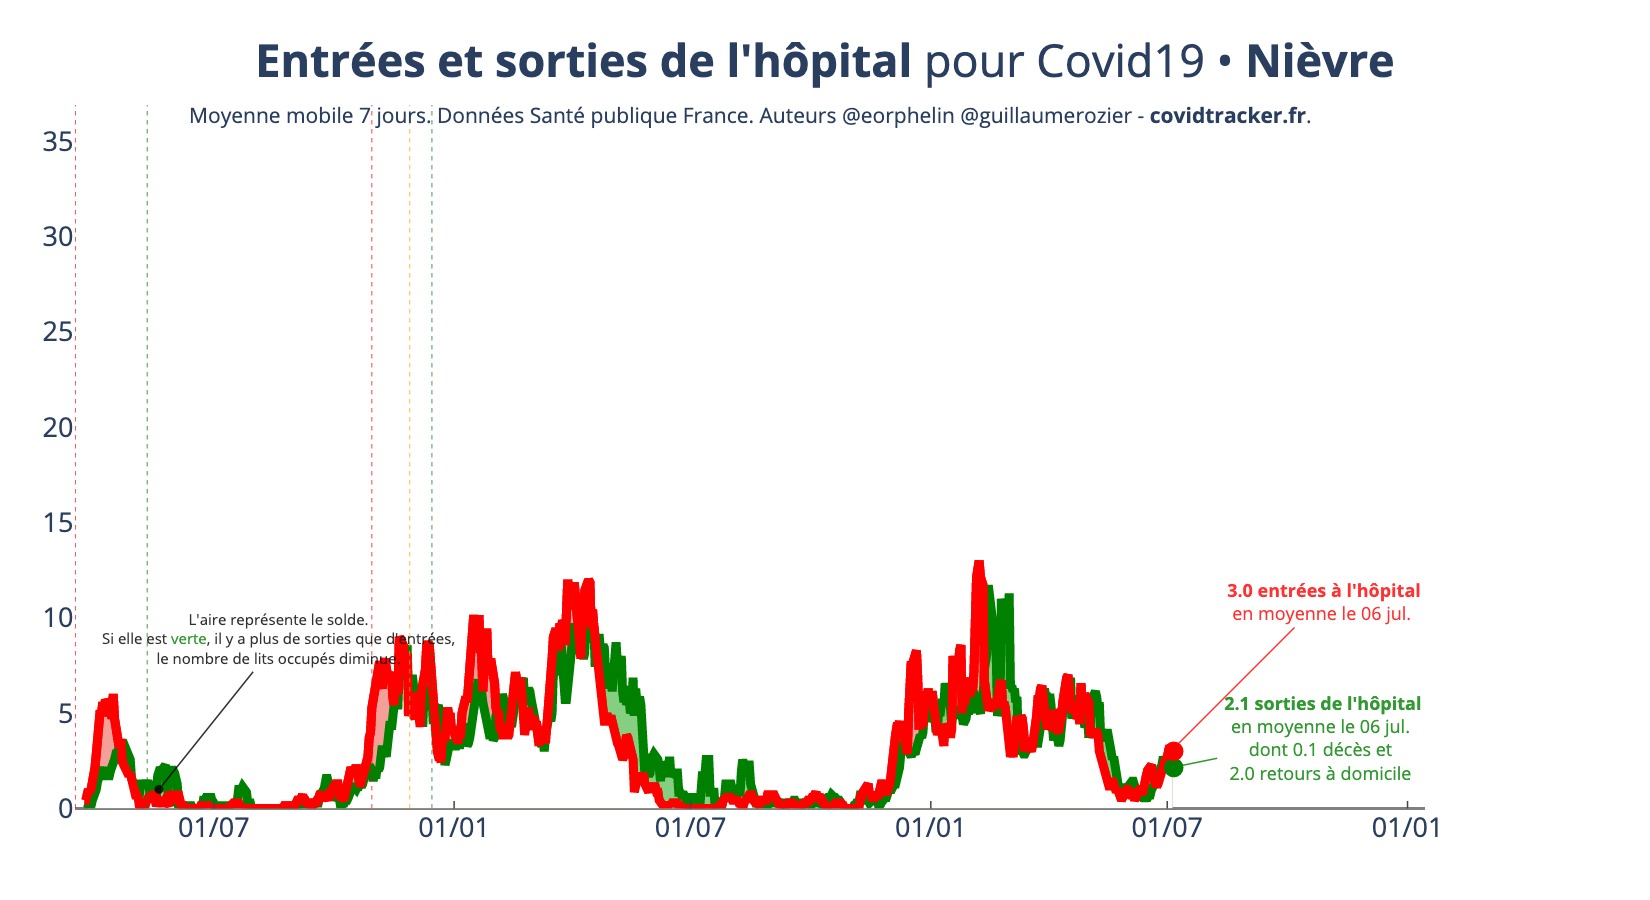 Entrées et sorties de l'hôpital pour Covid19 • Nièvre
Moyenne mobile 7 jours. Données Santé publique France. Auteurs @eorphelin @guillaumerozier - covidtracker.fr.
35
30
25
20
15
10
5
0
L'aire représente le solde.
Si elle est verte, il y a plus de sorties que d'entrées,
le nombre de lits occupés diminue.
3.0 entrées à l'hôpital
en moyenne le 06 jul.
2.1 sorties de l'hôpital
en moyenne le 06 jul.
dont 0.1 décès et
2.0 retours à domicile
01/07
01/01
01/07
01/01
01/07
01/01